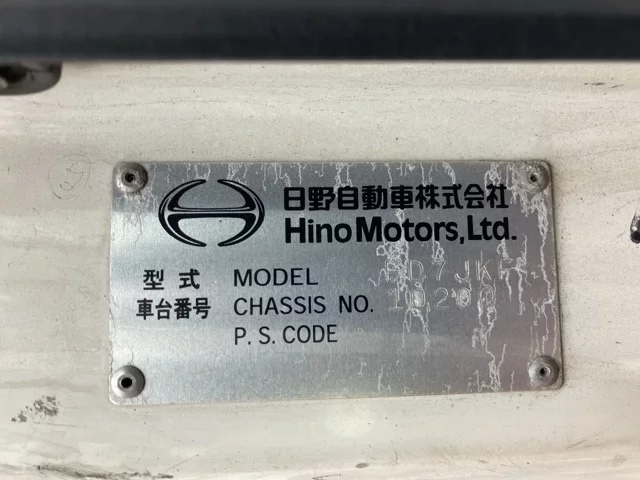 日野自動車株式会社
Hino Motors, Ltd.
型式 MODEL
車台番号 CHASSIS NO.
P.S.CODE